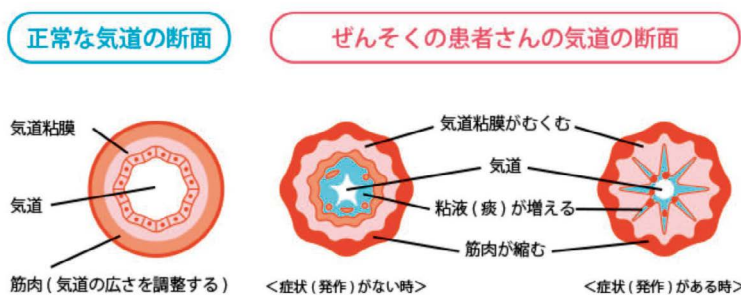 正常な気道の断面
ぜんそくの患者さんの気道の断面
気道粘膜
気道
筋肉(気道の広さを調整する)
気道粘膜がむくむ
気道
粘液(痰)が増える
筋肉が縮む
<症状(発作)がない時>
<症状(発作)がある時>